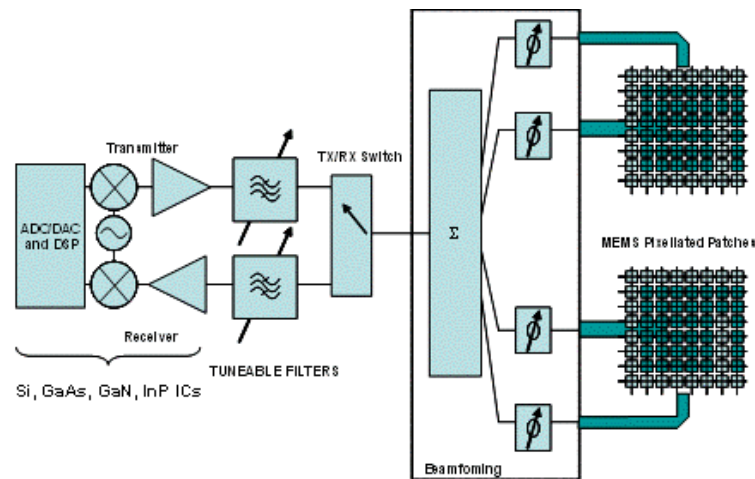 Transmitter
TX/RX Switch
ADC/DAC
and DSP
Σ
ϕ
ϕ
ϕ
ϕ
MEMS Pixellated Patches
Receiver
TUNEABLE FILTERS
Si, GaAs, GaN, InP ICs
Beamfoming